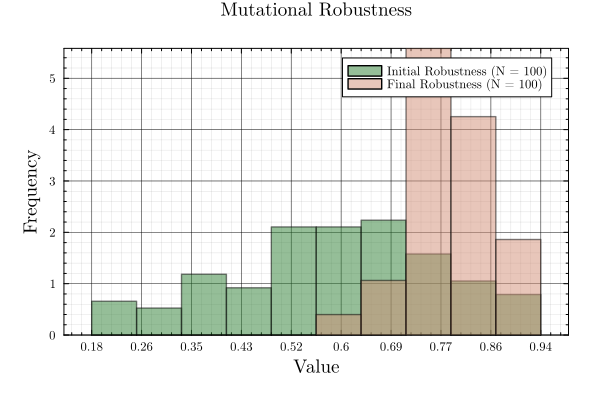 Mutational Robustness
Initial Robustness (N = 100)
Final Robustness (N = 100)
Frequency
5
4
3
2
1
0
0.18 0.26 0.35 0.43 0.52 0.6 0.69 0.77 0.86 0.94
Value